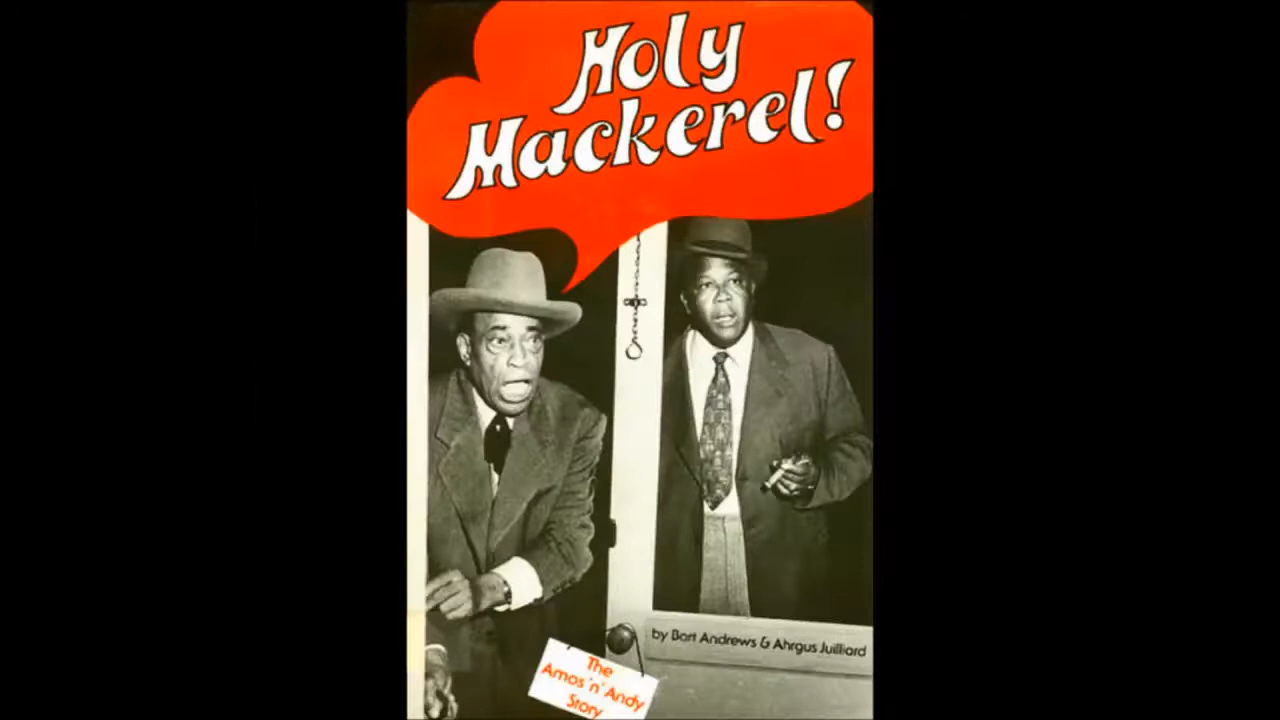 Holy
Mackerel!
by Bart Andrews & Ahrgus Juilliard
The
Amos 'n' Andy
Story